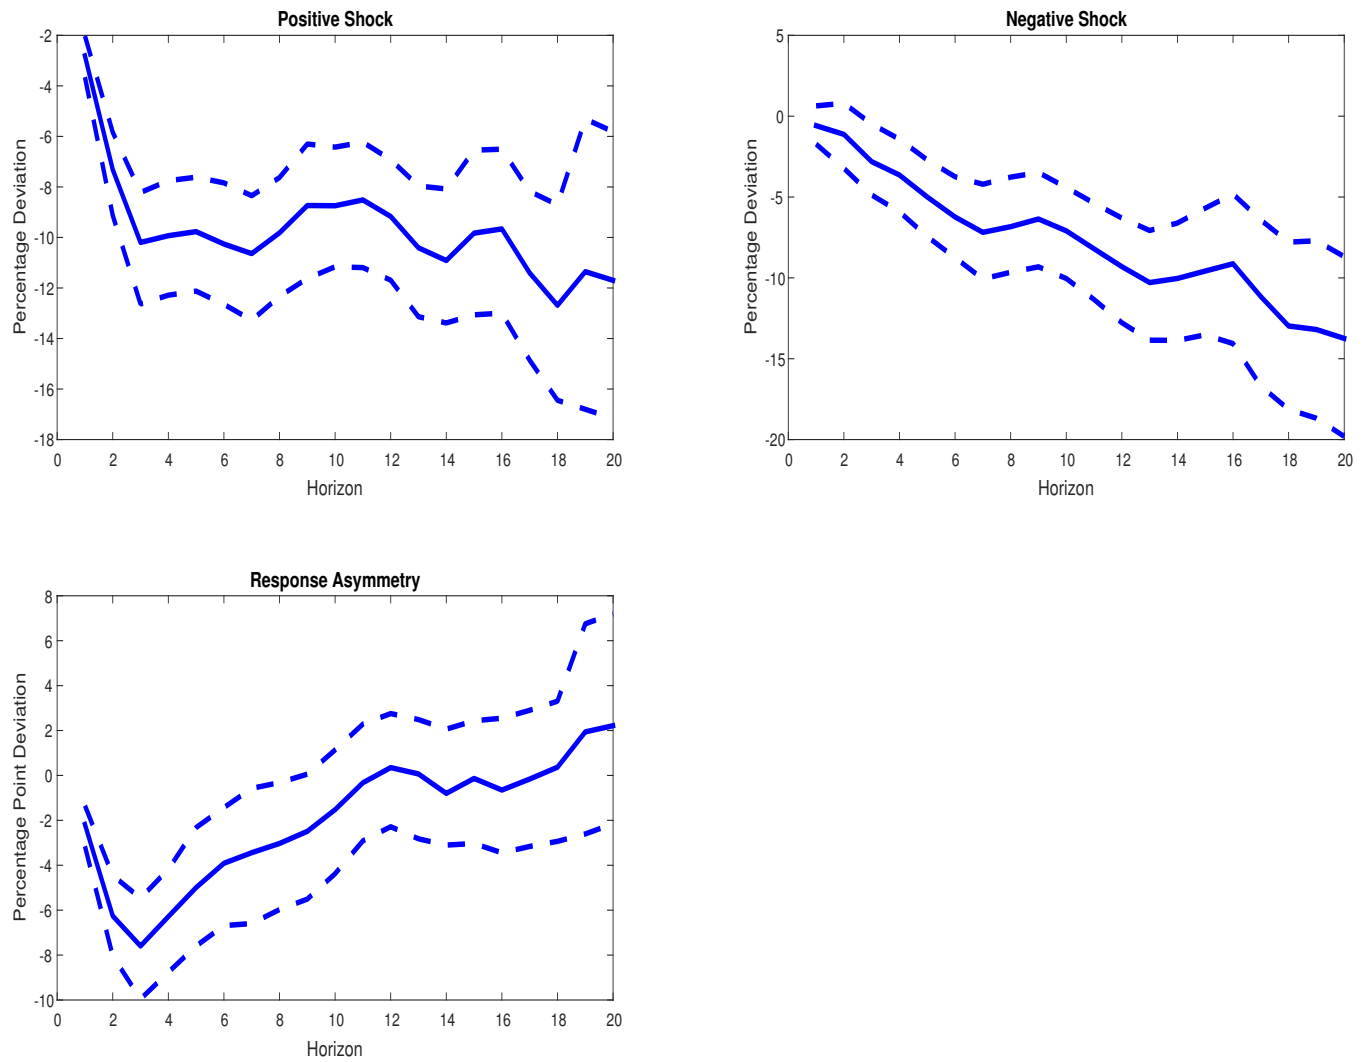 Positive Shock
Percentage Deviation
-2
-4
-6
-8
-10
-12
-14
-16
-18
0 2 4 6 8 10 12 14 16 18 20
Horizon
Negative Shock
Percentage Deviation
5
0
-5
-10
-15
-20
0 2 4 6 8 10 12 14 16 18 20
Horizon
Response Asymmetry
Percentage Point Deviation
8
6
4
2
0
-2
-4
-6
-8
-10
0 2 4 6 8 10 12 14 16 18 20
Horizon